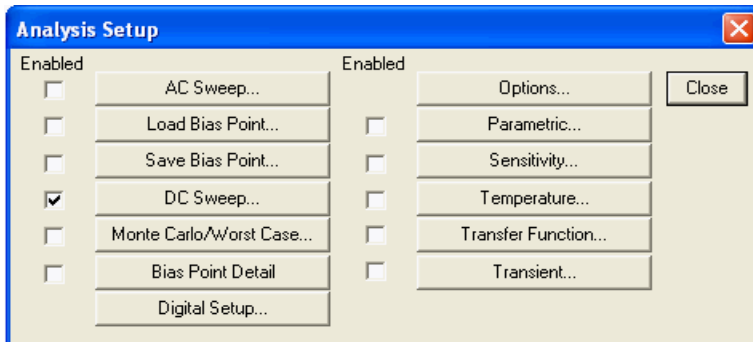 Analysis Setup
Enabled
AC Sweep...
Load Bias Point...
Save Bias Point...
DC Sweep...
Monte Carlo/Worst Case...
Bias Point Detail
Digital Setup...
Enabled
Options...
Parametric...
Sensitivity...
Temperature...
Transfer Function...
Transient...
Close